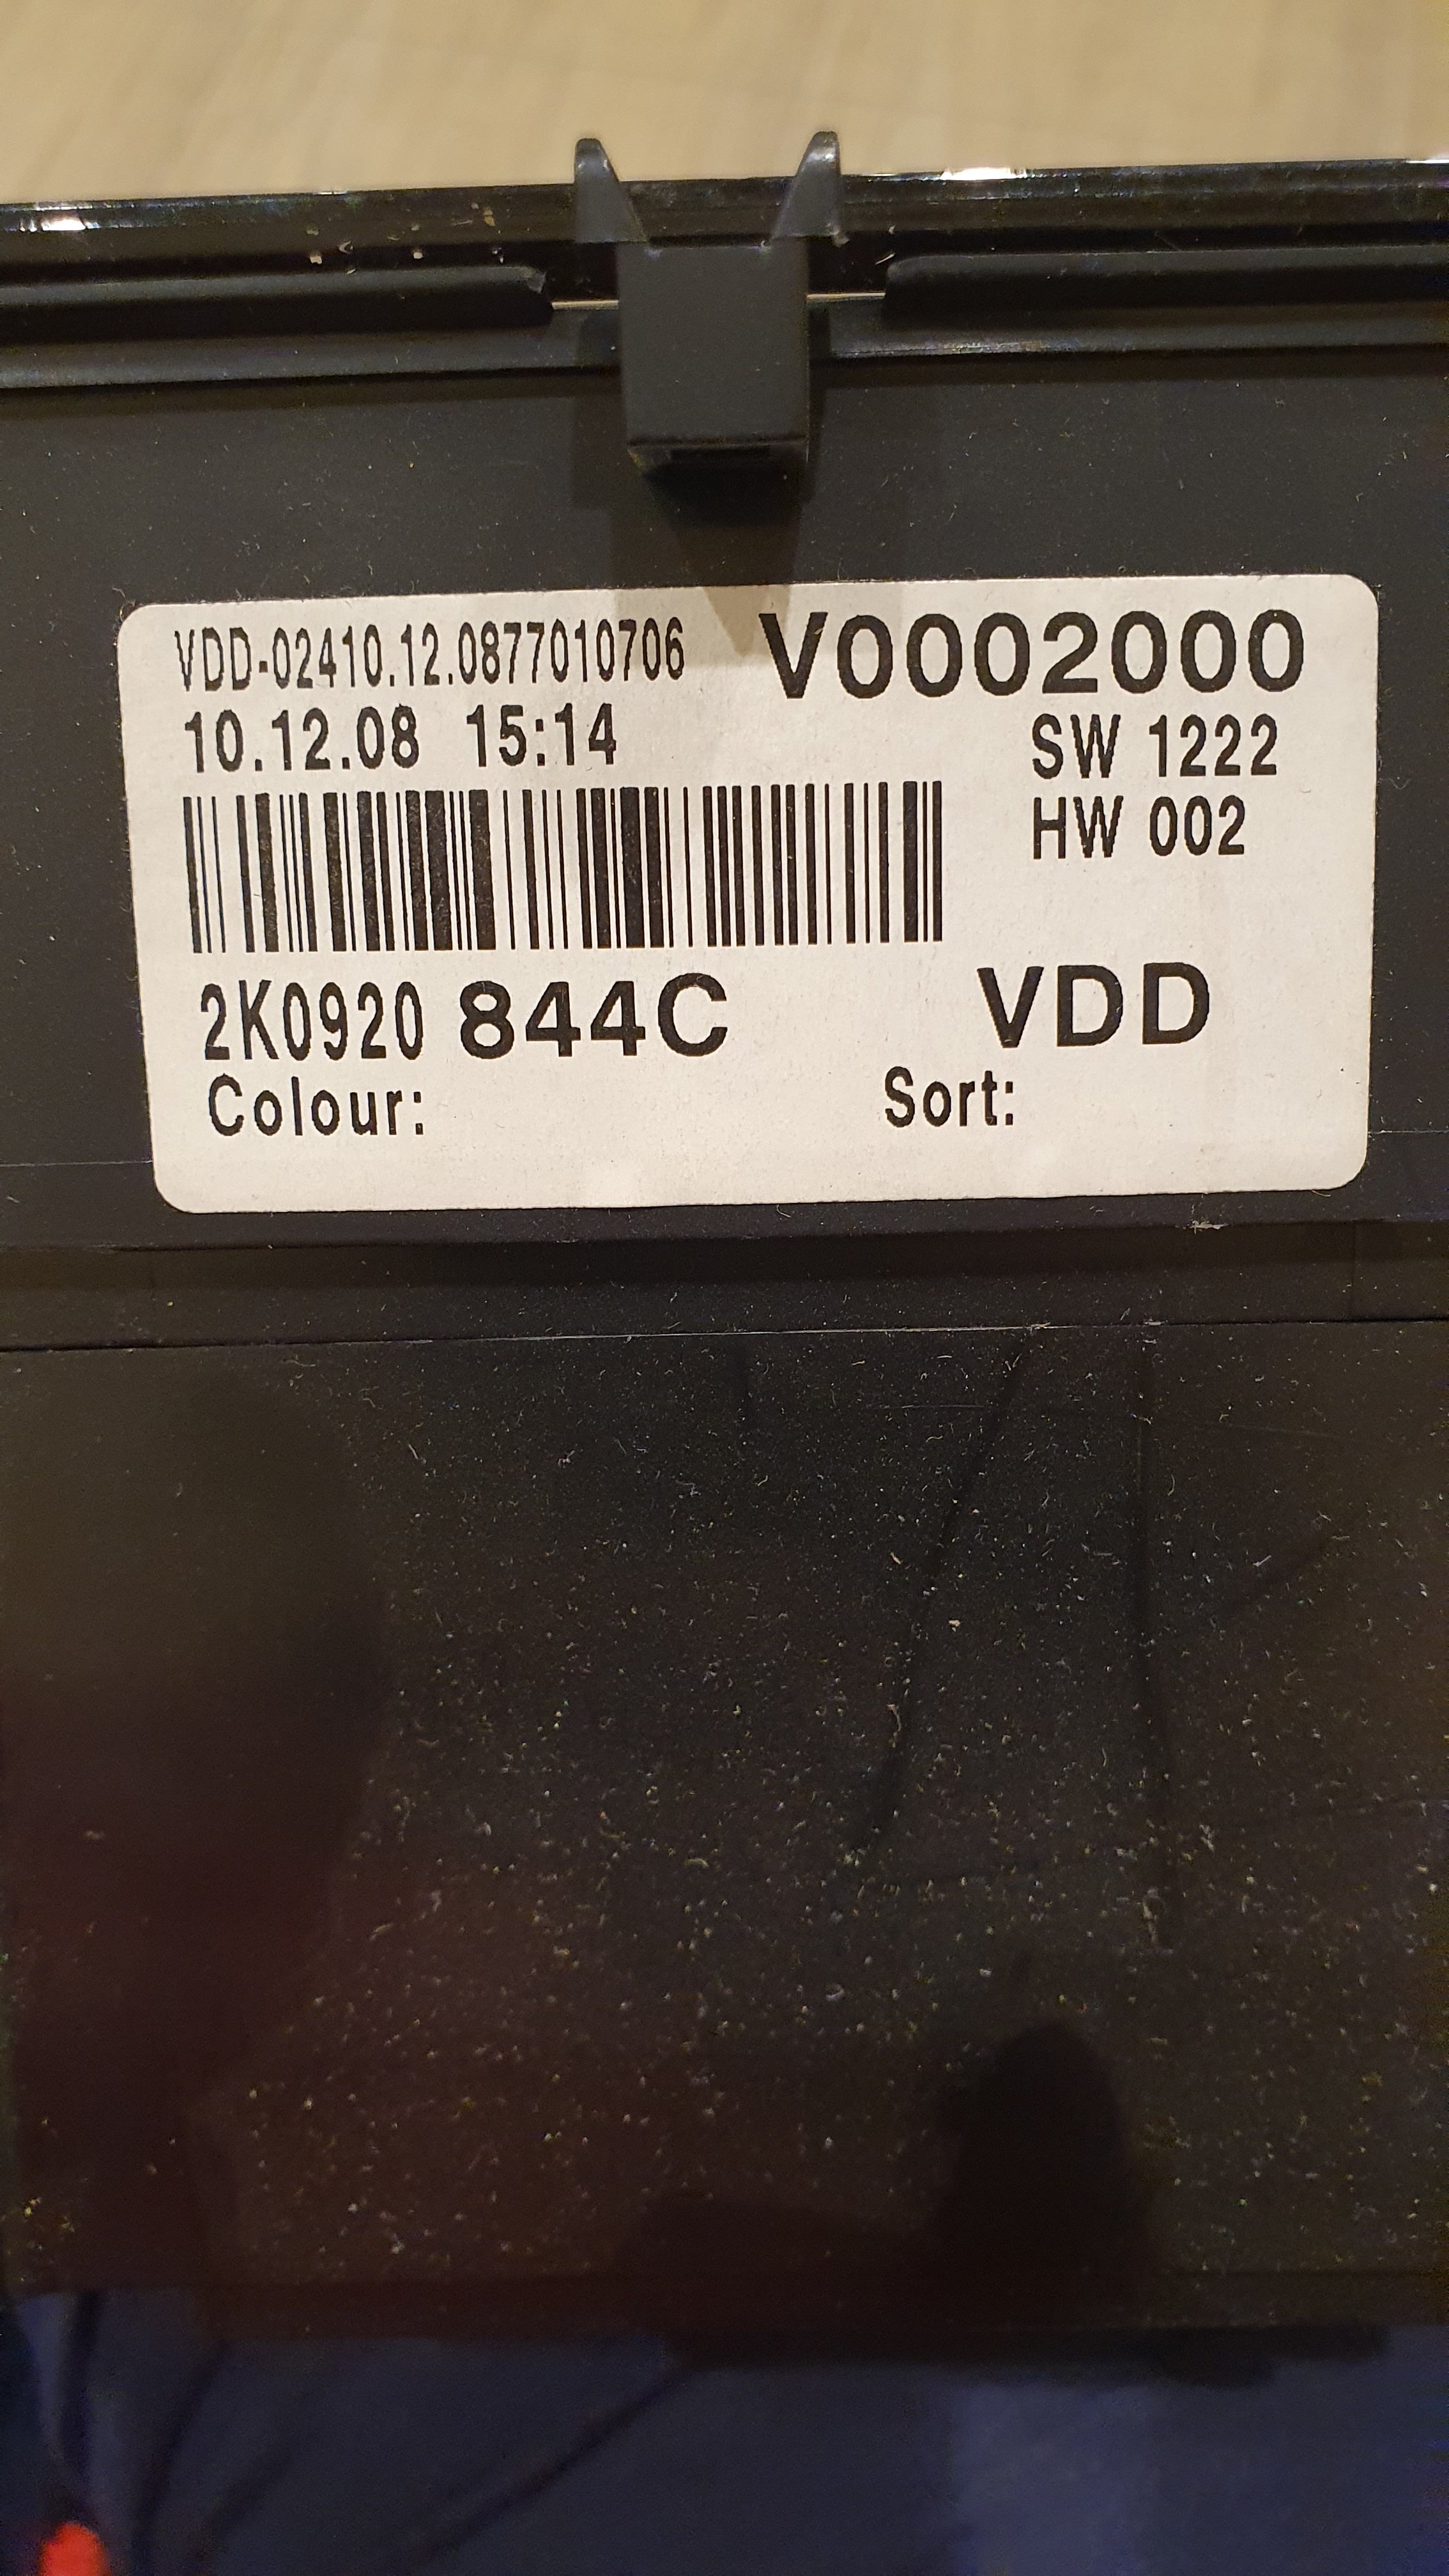 VDD-02410.12.0877010706 V0002000
10.12.08 15:14 SW 1222
HW 002
2K0920 844C VDD
Colour: Sort: